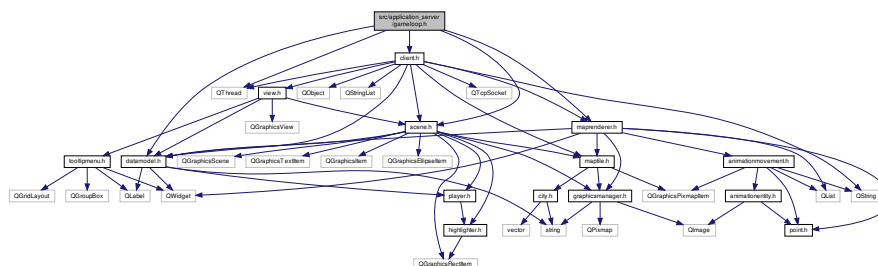 src/application_server
/gameloop.h
client.h
QThread
view.h
QObject
QStringList
QTcpSocket
QGraphicsView
scene.h
maprenderer.h
tooltipmenu.h
datamodel.h
QGraphicsScene
QGraphicsTextItem
QGraphicsItem
QGraphicsEllipseItem
maptile.h
animationmovement.h
QGridLayout
QGroupBox
QLabel
QWidget
player.h
city.h
graphicsmanager.h
QGraphicsPixmapItem
animationentity.h
QList
QString
highlighter.h
vector
string
QPixmap
QImage
point.h
QGraphicsRectItem